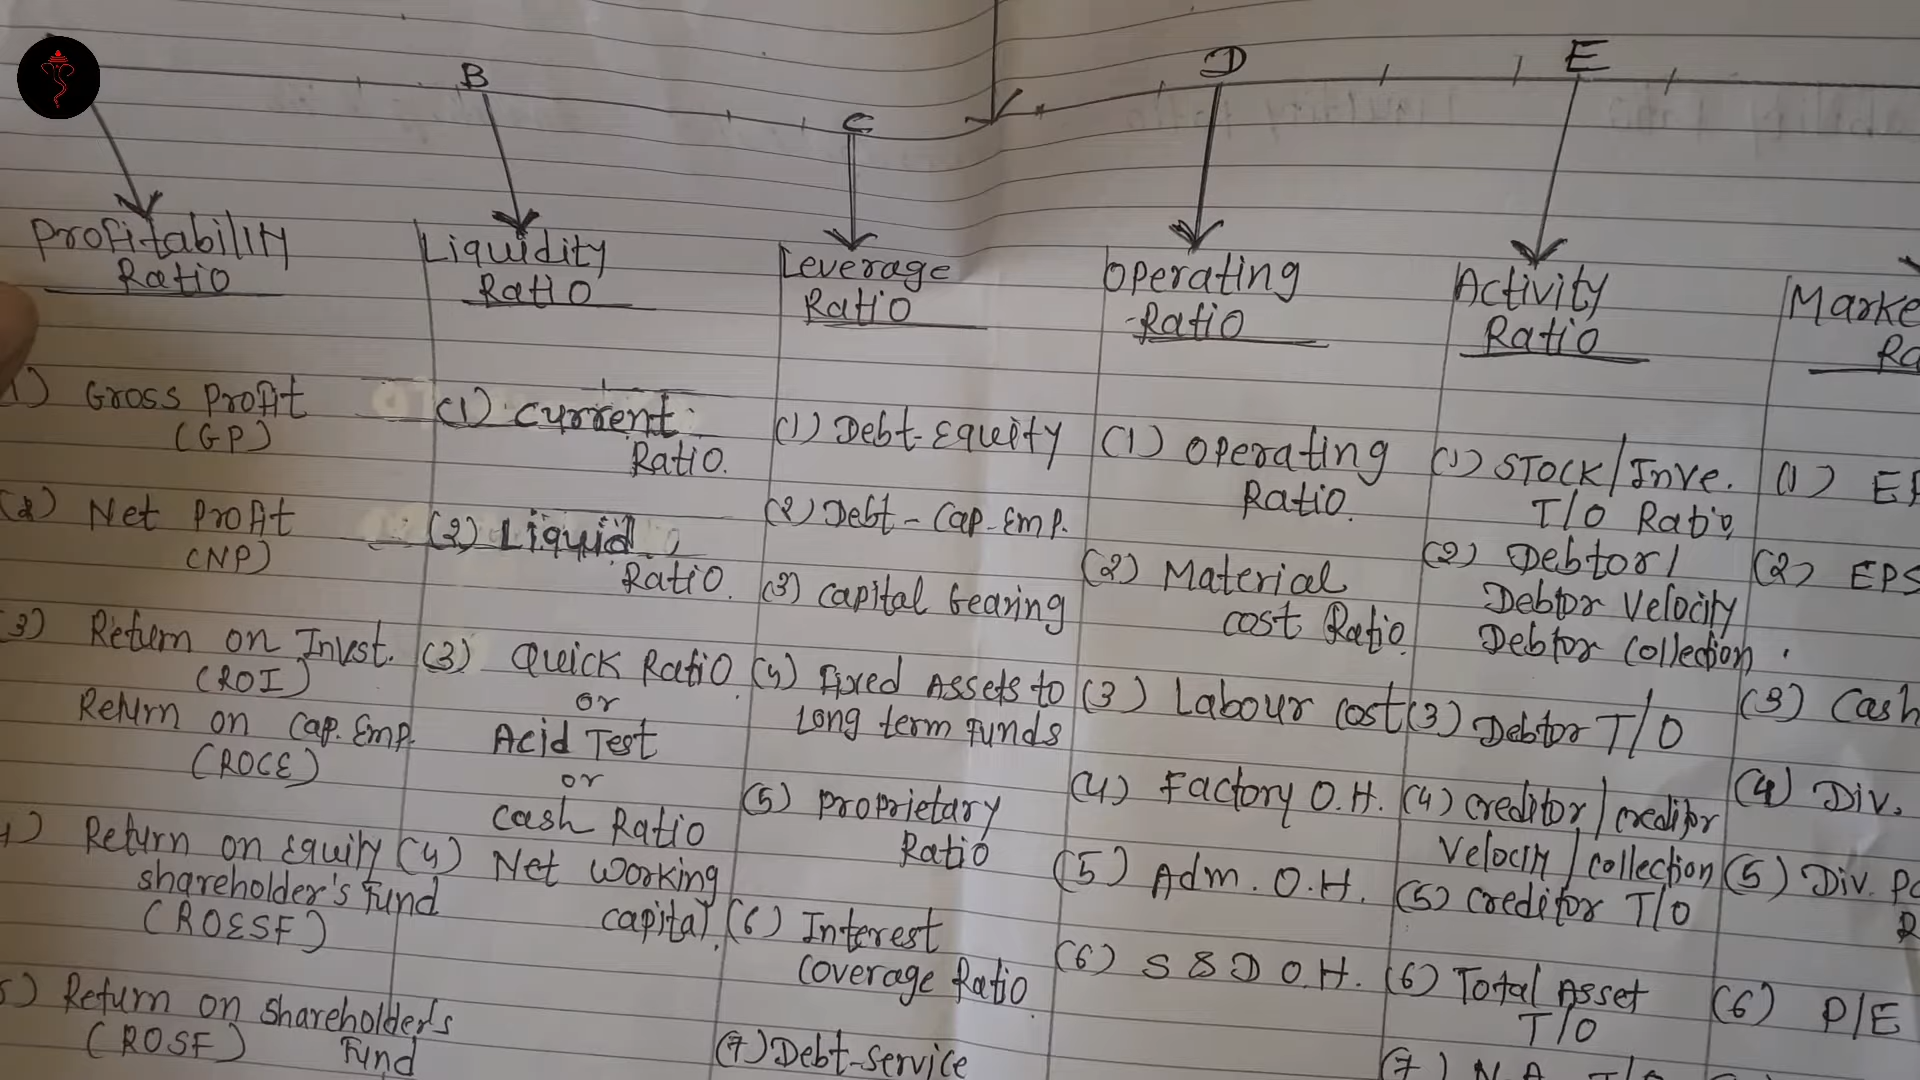 B
C
D
E
Profitability
Ratio
(1) Gross Profit
(GP)
(2) Net Profit
(NP)
(3) Return on Invst.
(ROI)
Return on Cap. Emp.
(ROCE)
Return on Equity
shareholder's Fund
(ROESF)
Return on shareholder's
(ROSF) Fund
Liquidity
Ratio
(1) Current
Ratio.
(2) Liquid
Ratio.
(3) Quick Ratio
or
Acid Test
or
Cash Ratio
(4) Net Working
capital.
Leverage
Ratio
(1) Debt-Equity
(2) Debt-Cap-Emp.
(3) Capital Gearing
(4) Fixed Assets to
Long term Funds
(5) Proprietary
Ratio
(6) Interest
Coverage Ratio
(7) Debt-Service
Operating
Ratio
(1) Operating
Ratio.
(2) Material
cost Ratio
(3) Labour cost
(4) Factory O.H.
(5) Adm. O.H.
(6) S&D O.H.
Activity
Ratio
(1) STOCK/Inve.
T/O Ratio
(2) Debtor/
Debtor Velocity
Debtor Collection
(3) Debtor T/O
(4) Creditor/Creditor
Velocity/collection
(5) Creditor T/O
(6) Total Asset
T/O
(7)
Marke
(1)
(2) EPS
(3) Cash
(4) Div.
(5) Div.
(6) P/E